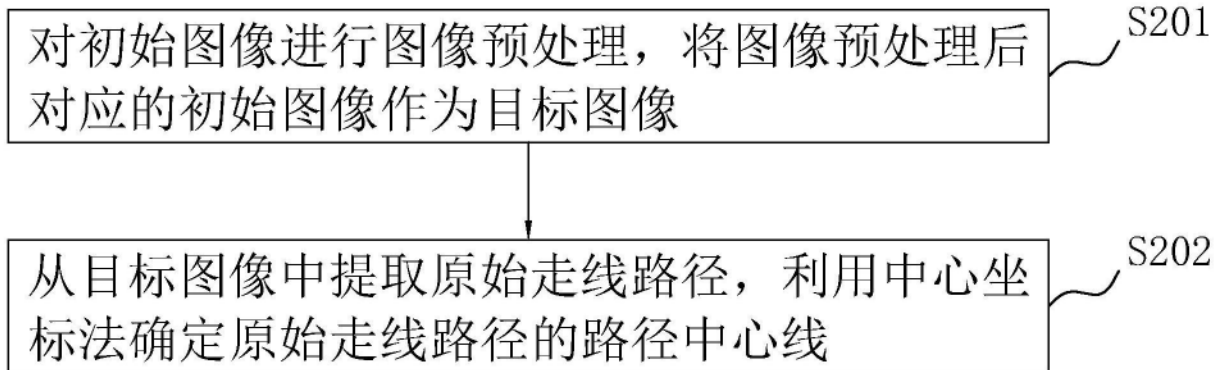 对初始图像进行图像预处理，将图像预处理后
对应的初始图像作为目标图像
S201
从目标图像中提取原始走线路径，利用中心坐
标法确定原始走线路径的路径中心线
S202